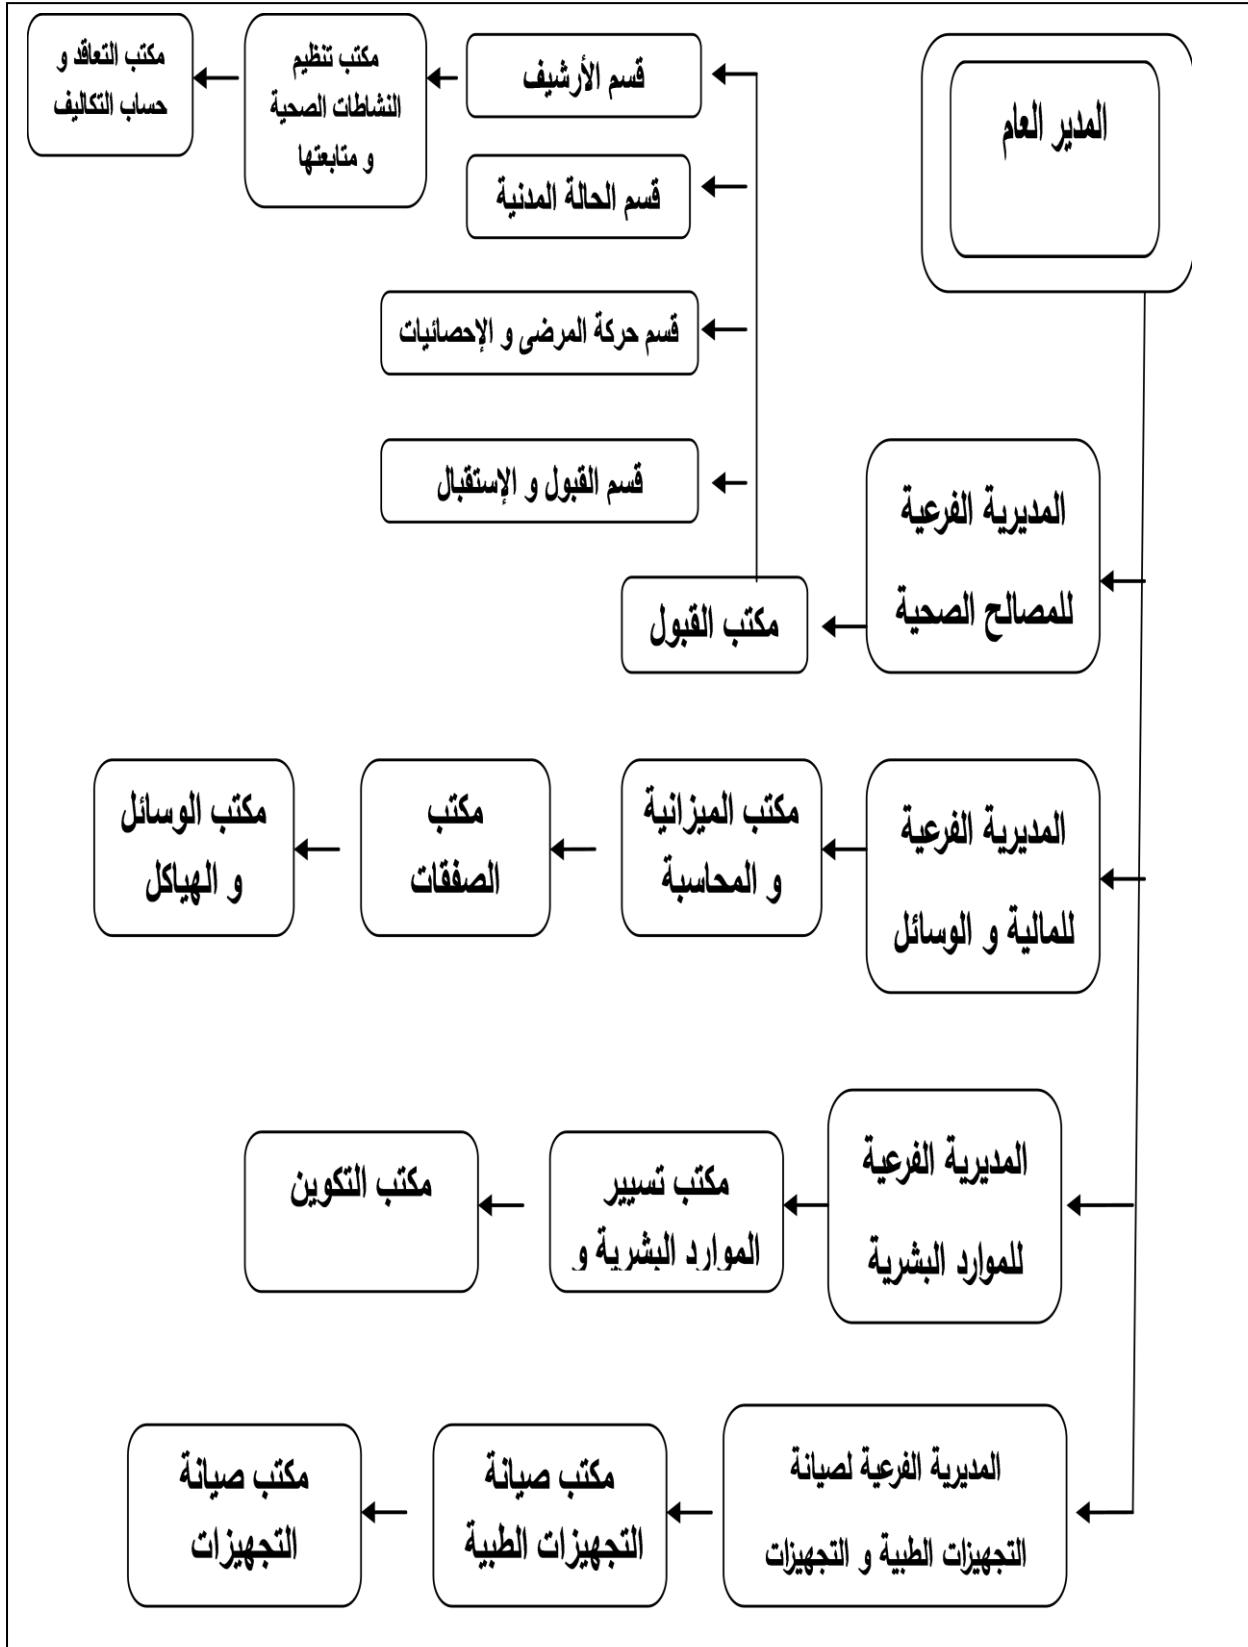 المدير العام
قسم الأرشيف
مكتب تنظيم
النشاطات الصحية
و متابعتها
مكتب التعاقد و
حساب التكاليف
قسم الحالة المدنية
قسم حركة المرضى و الإحصائيات
قسم القبول و الإستقبال
المديرية الفرعية
للمصالح الصحية
مكتب القبول
المديرية الفرعية
للمالية و الوسائل
مكتب الميزانية
و المحاسبة
مكتب
الصفقات
مكتب الوسائل
و الهياكل
المديرية الفرعية
للموارد البشرية
مكتب تسيير
الموارد البشرية و
مكتب التكوين
المديرية الفرعية لصيانة
التجهيزات الطبية و التجهيزات
مكتب صيانة
التجهيزات الطبية
مكتب صيانة
التجهيزات